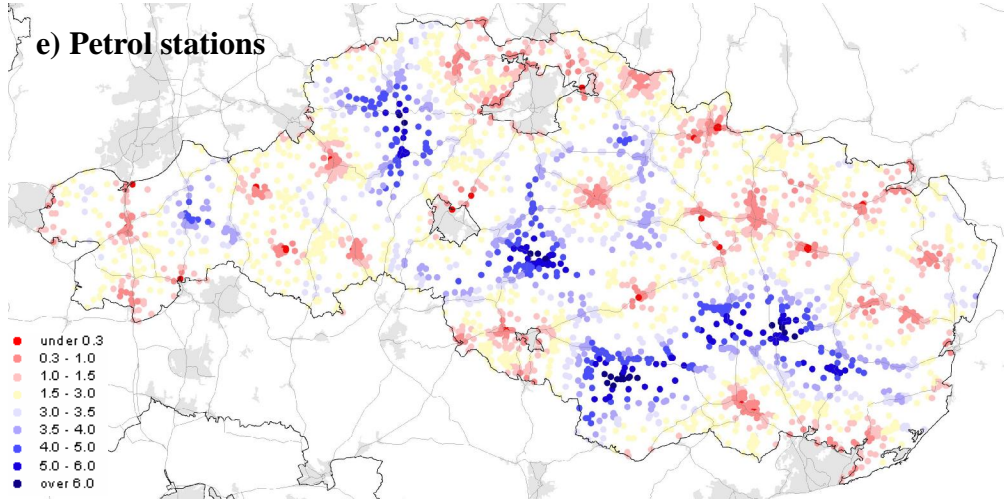 e) Petrol stations
under 0.3
0.3 - 1.0
1.0 - 1.5
1.5 - 3.0
3.0 - 3.5
3.5 - 4.0
4.0 - 5.0
5.0 - 6.0
over 6.0